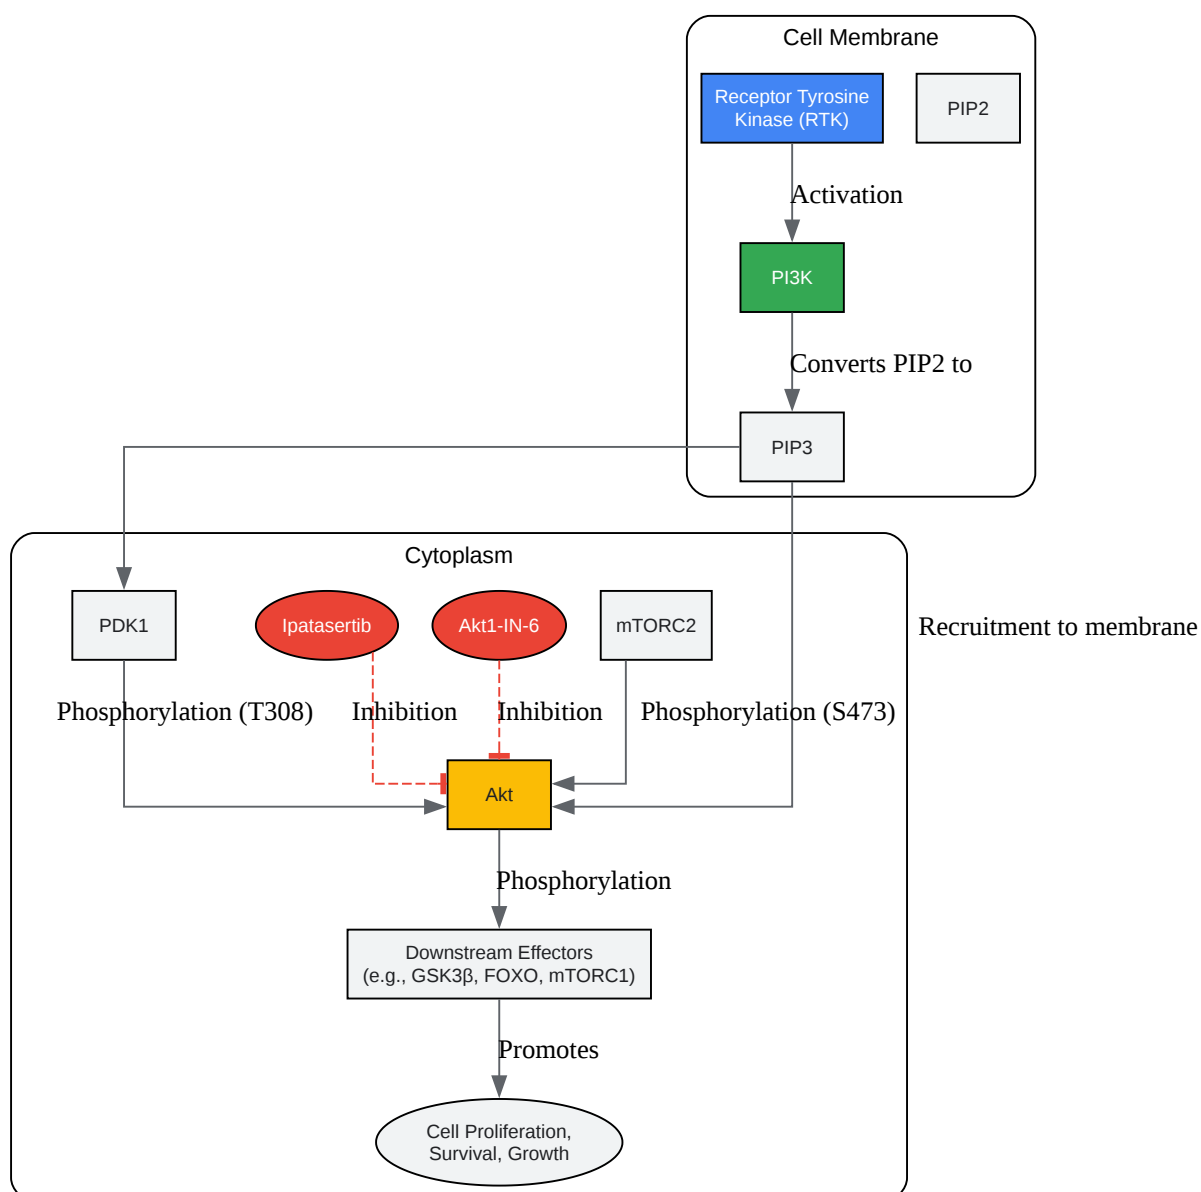 Cell Membrane
Receptor Tyrosine
Kinase (RTK)
PIP2
Activation
PI3K
Converts PIP2 to
PIP3
Cytoplasm
PDK1
Ipatasertib
Akt1-IN-6
mTORC2
Recruitment to membrane
Phosphorylation (T308)
Inhibition
Inhibition
Phosphorylation (S473)
Akt
Phosphorylation
Downstream Effectors
(e.g., GSK3β, FOXO, mTORC1)
Promotes
Cell Proliferation,
Survival, Growth